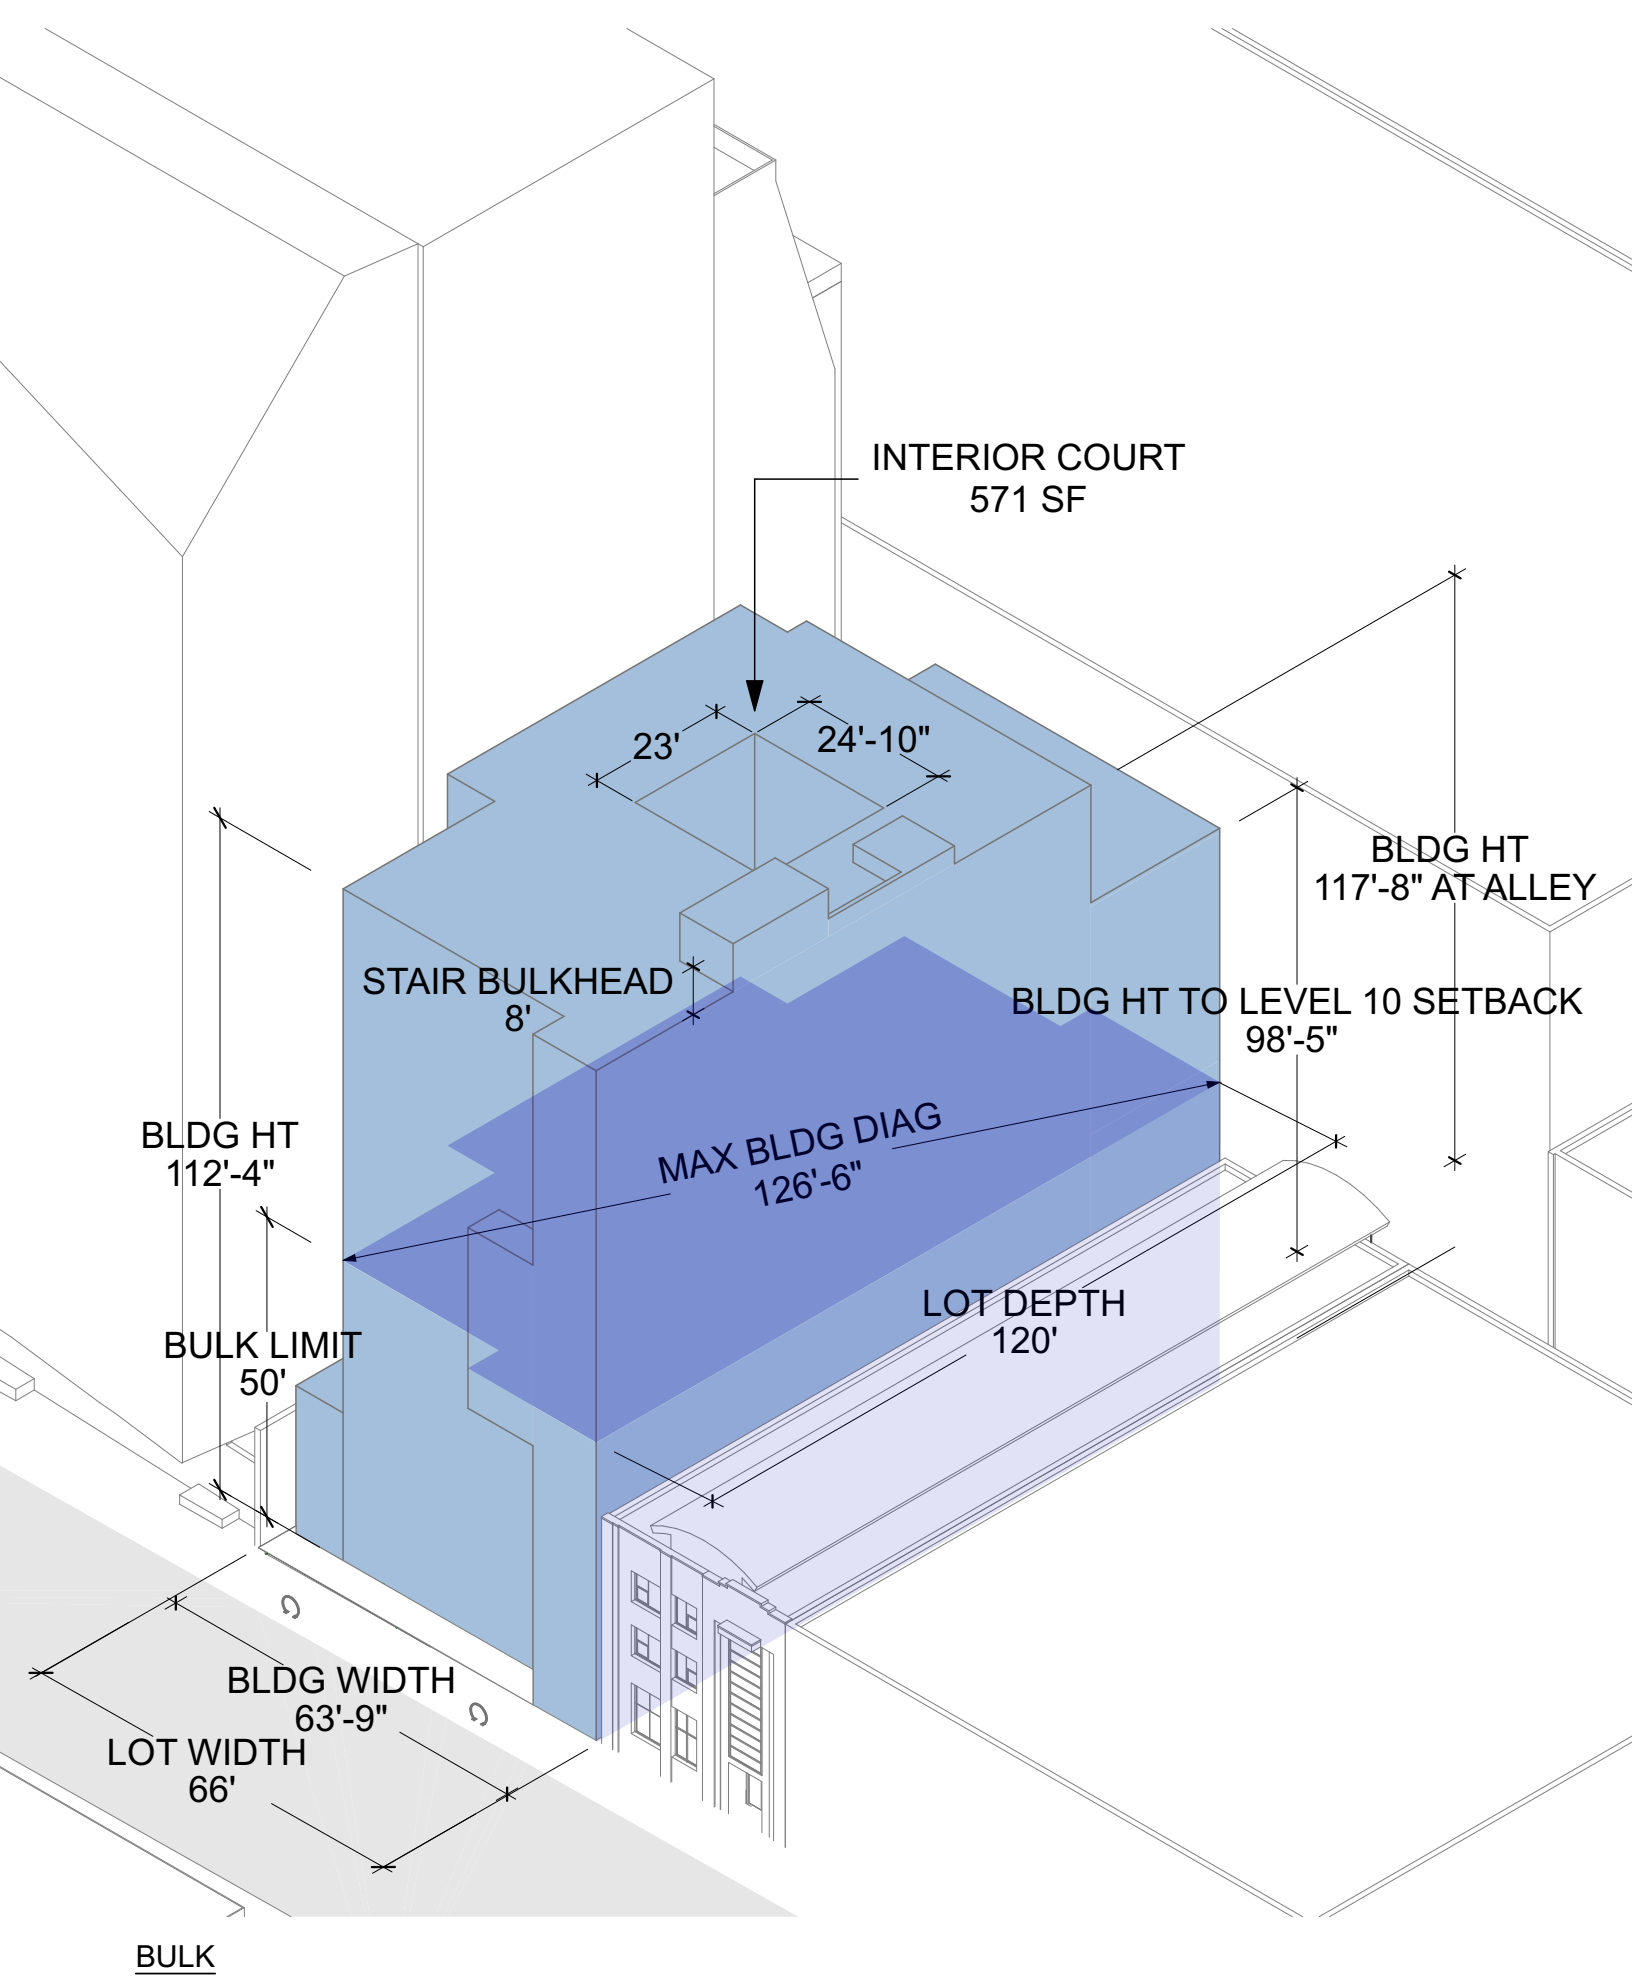 INTERIOR COURT
571 SF
23'
24'-10"
BLDG HT
117'-8" AT ALLEY
STAIR BULKHEAD
8'
BLDG HT TO LEVEL 10 SETBACK
98'-5"
MAX BLDG DIAG
126'-6"
BLDG HT
112'-4"
LOT DEPTH
120'
BULK LIMIT
50'
BLDG WIDTH
63'-9"
LOT WIDTH
66'
BULK